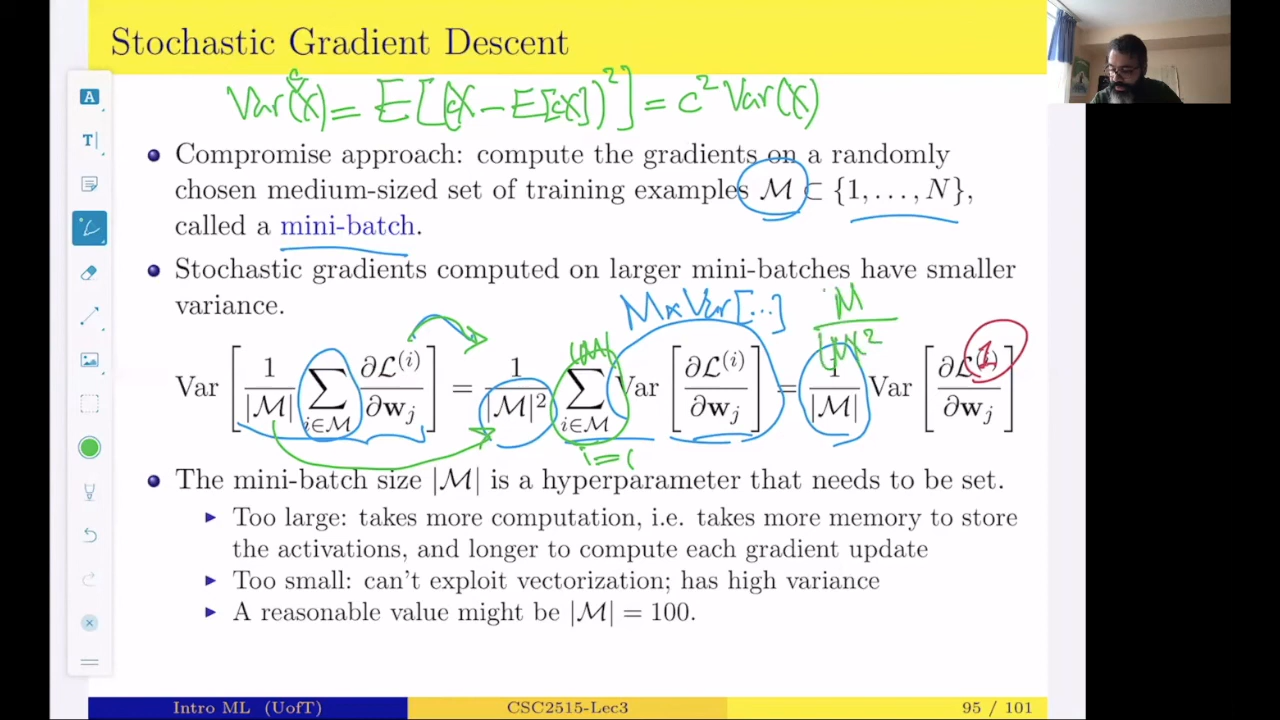 Stochastic Gradient Descent
Var(cX) = E[(cX - E[cX])²] = c² Var(X)
• Compromise approach: compute the gradients on a randomly
chosen medium-sized set of training examples ℳ ⊂ {1, . . . , N},
called a mini-batch.
• Stochastic gradients computed on larger mini-batches have smaller
variance.
M × Var[...] M / |M|²
|M|
Var [ 1/|ℳ| ∑_{i∈ℳ} ∂ℒ^{(i)}/∂w_j ] = 1/|ℳ|² ∑_{i∈ℳ} Var [ ∂ℒ^{(i)}/∂w_j ] = 1/|ℳ| Var [ ∂ℒ^{(i)}/∂w_j ]
i=1
• The mini-batch size |ℳ| is a hyperparameter that needs to be set.
▶ Too large: takes more computation, i.e. takes more memory to store
the activations, and longer to compute each gradient update
▶ Too small: can't exploit vectorization; has high variance
▶ A reasonable value might be |ℳ| = 100.
Intro ML (UofT) CSC2515-Lec3 95 / 101